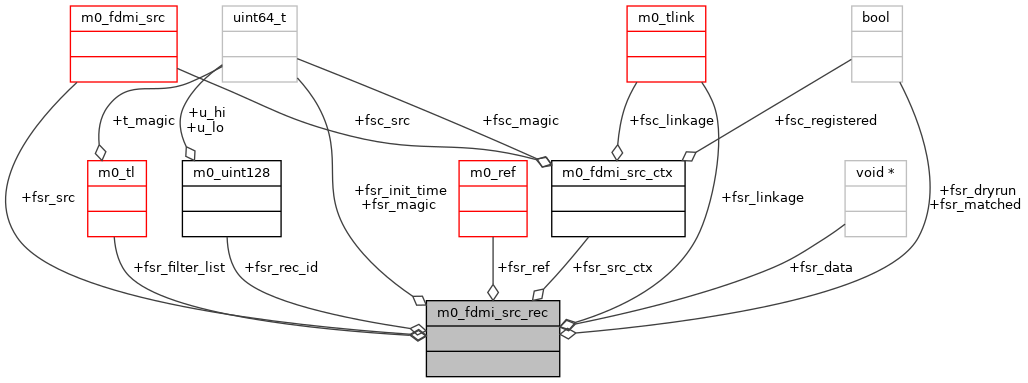 m0_fdmi_src
uint64_t
m0_tlink
bool
+t_magic
+u_hi
+u_lo
+fsc_src
+fsc_magic
+fsc_linkage
+fsc_registered
m0_tl
m0_uint128
m0_ref
m0_fdmi_src_ctx
void *
+fsr_src
+fsr_init_time
+fsr_magic
+fsr_linkage
+fsr_dryrun
+fsr_matched
+fsr_filter_list
+fsr_rec_id
+fsr_ref
+fsr_src_ctx
+fsr_data
m0_fdmi_src_rec